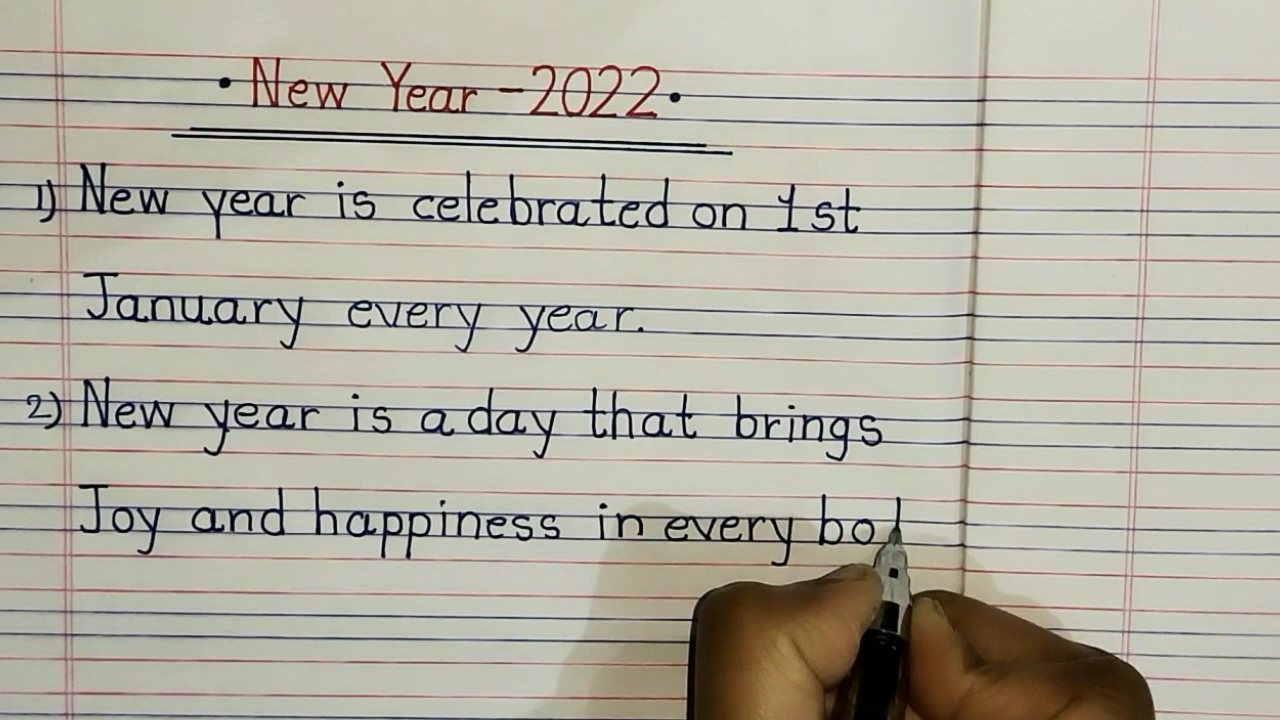 • New Year -2022 •
1) New year is celebrated on 1st
January every year.
2) New year is a day that brings
Joy and happiness in every bo